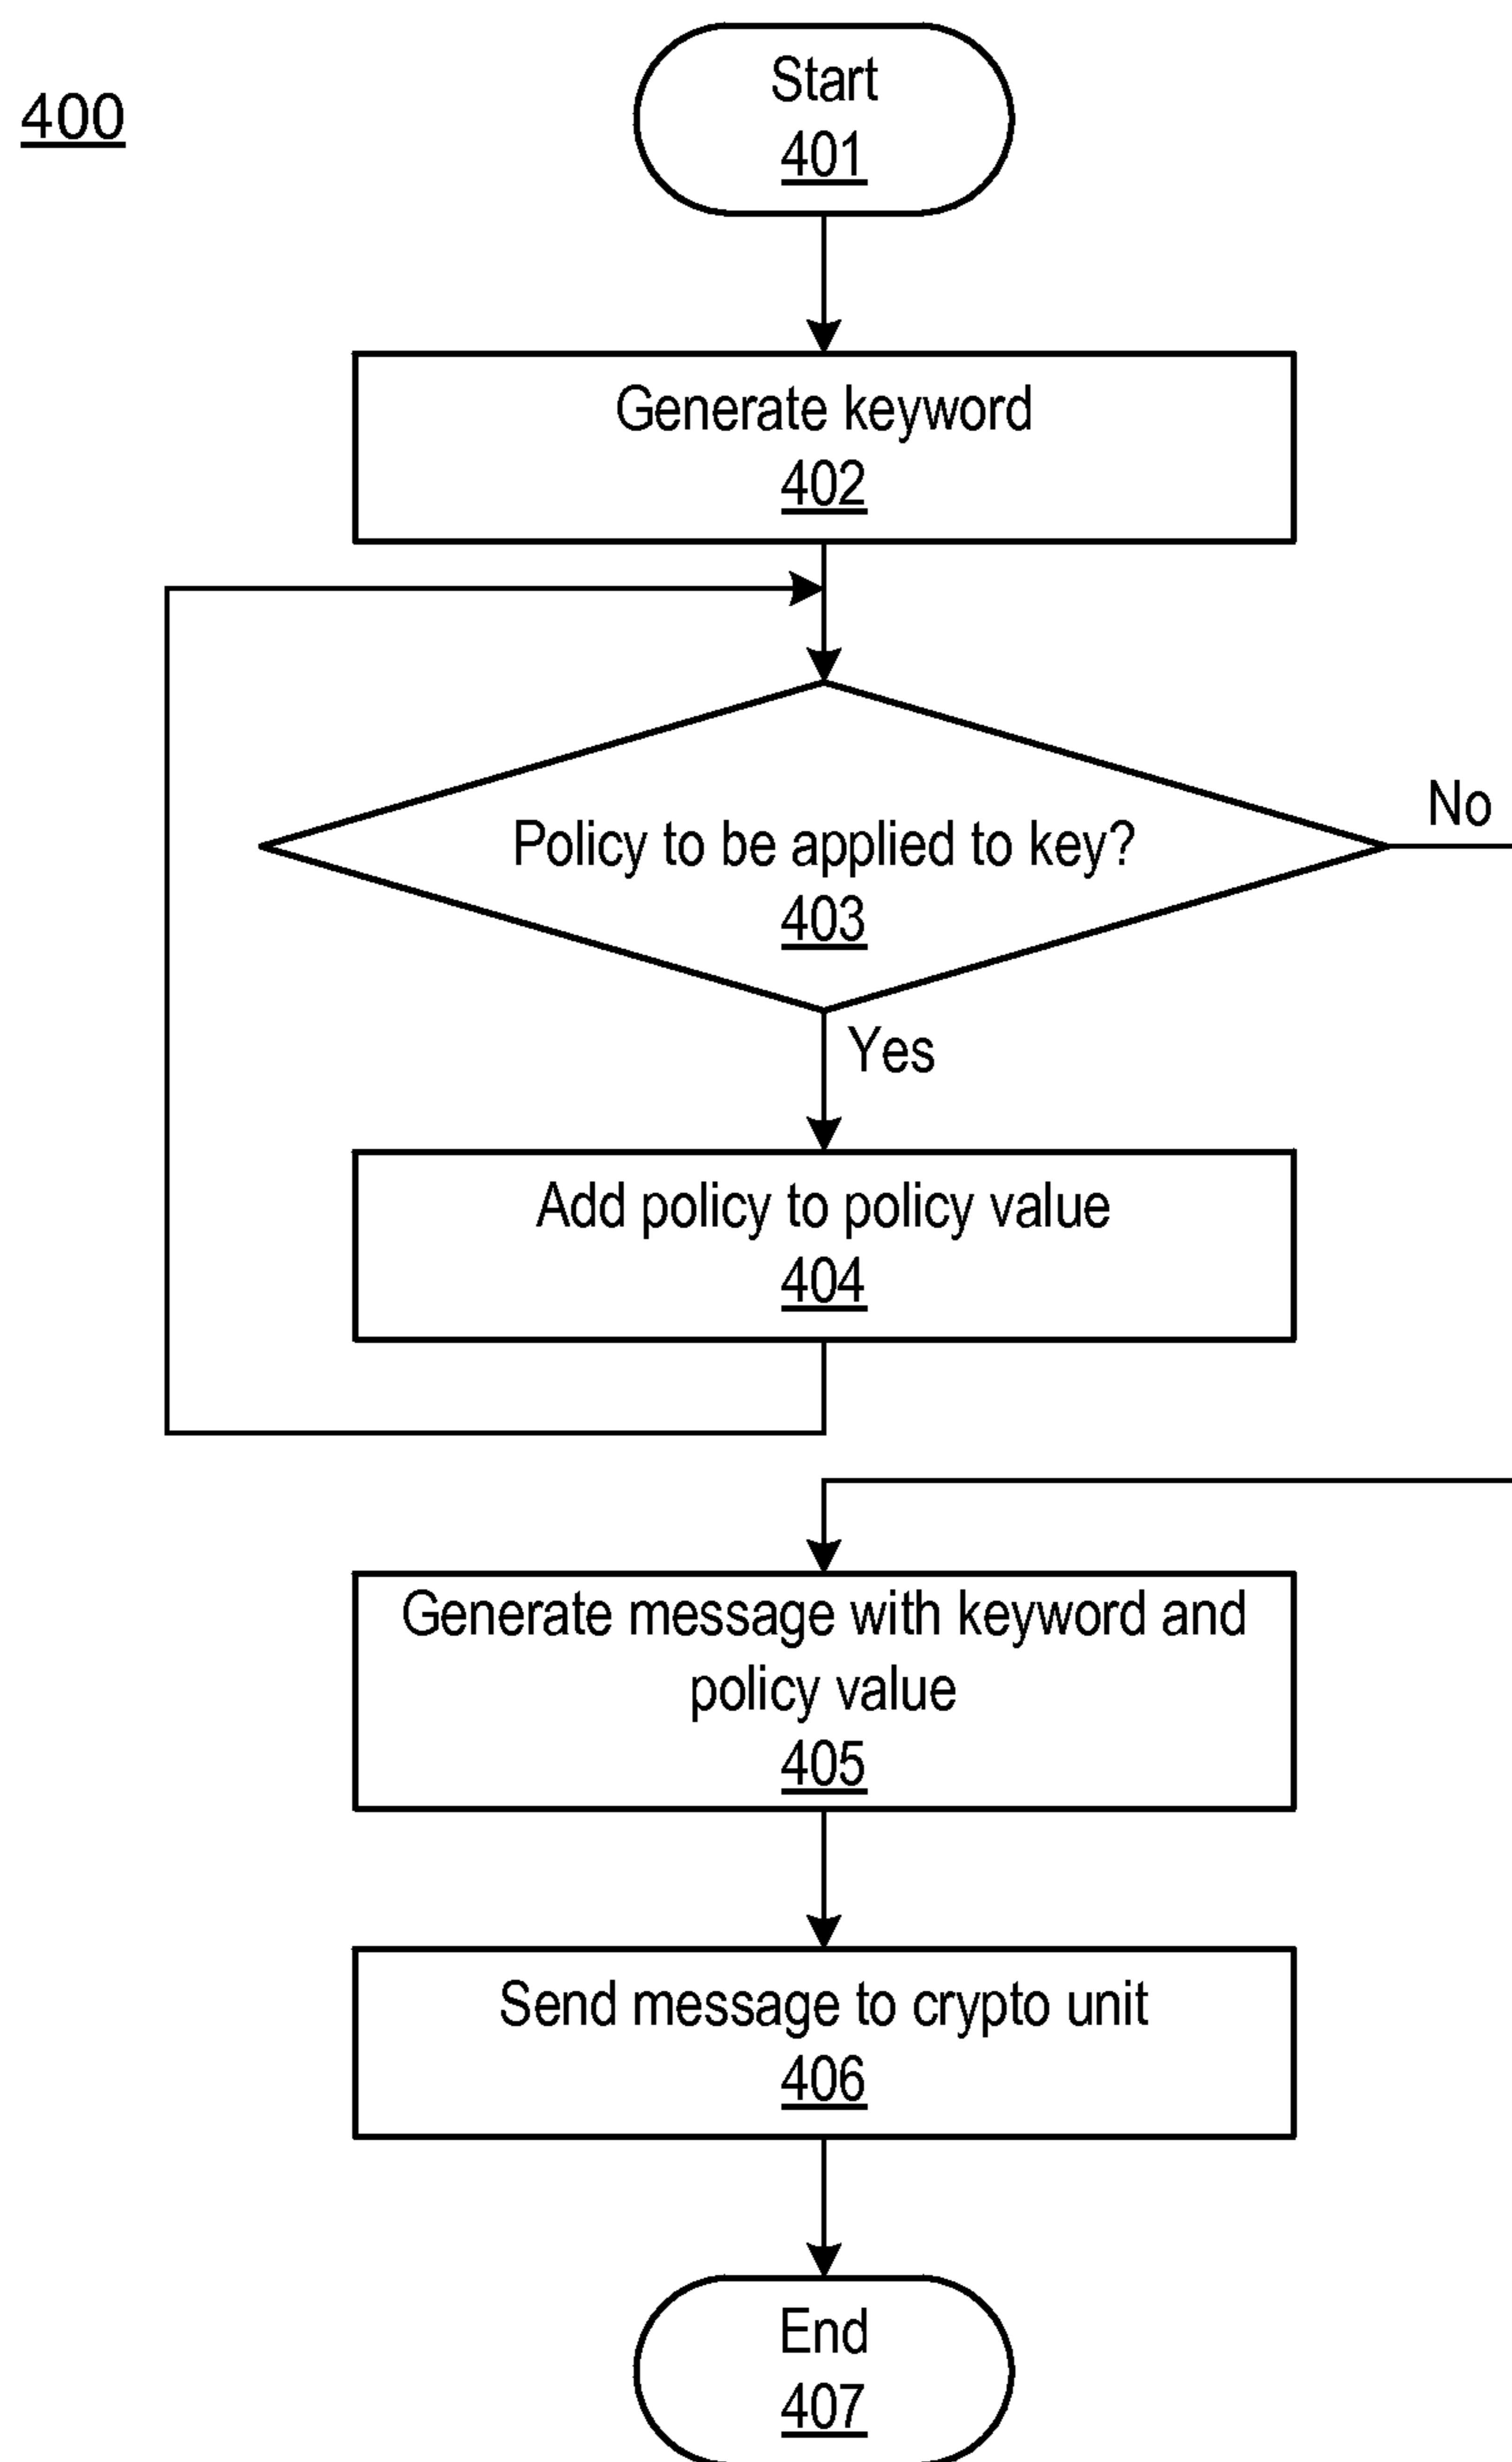 400
Start
401
Generate keyword
402
Policy to be applied to key?
403
No
Yes
Add policy to policy value
404
Generate message with keyword and
policy value
405
Send message to crypto unit
406
End
407